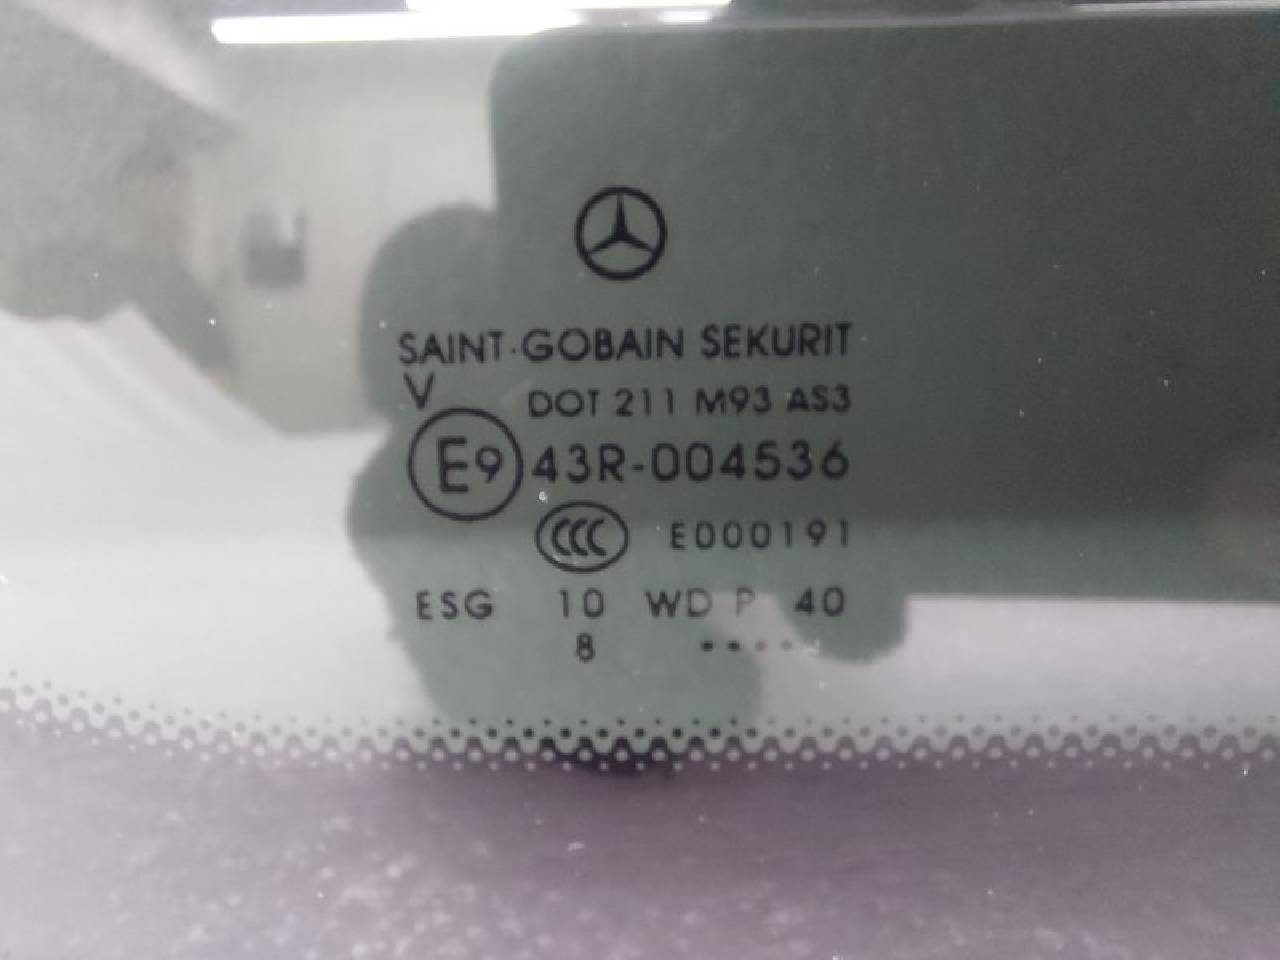 SAINT-GOBAIN SEKURIT
V DOT 211 M93 AS3
E9 43R-004536
CCC E000191
ESG 10 WD P 40
8 .....